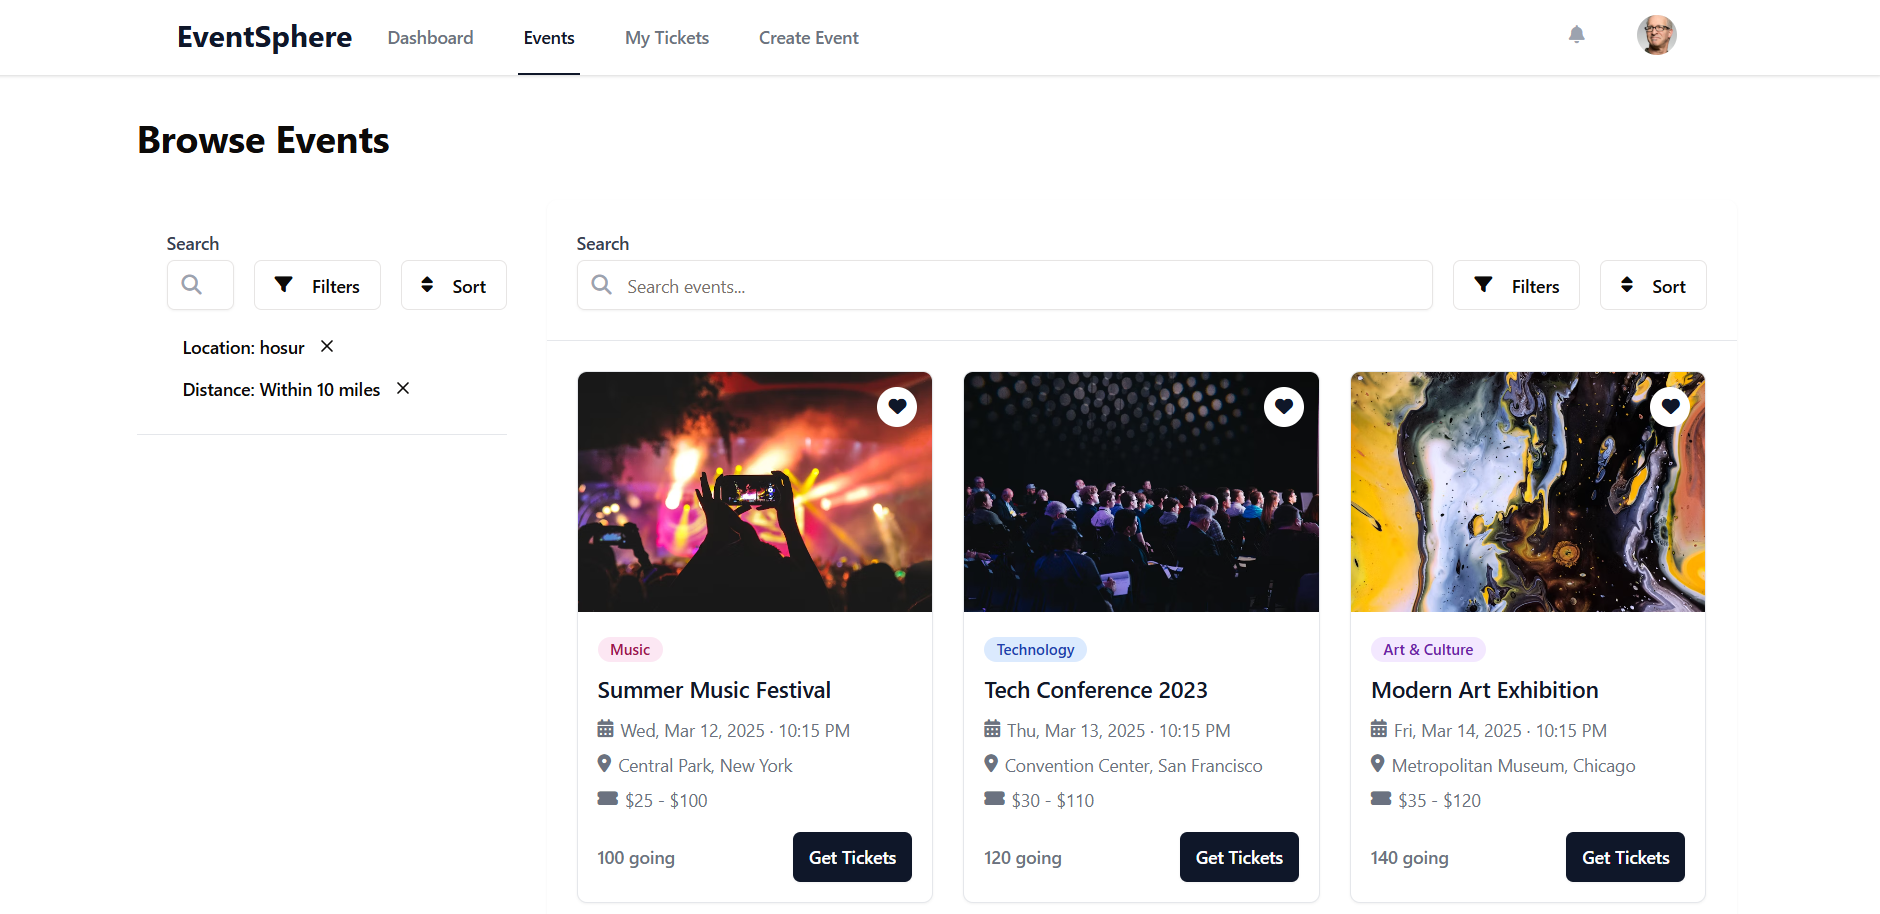 EventSphere Dashboard Events My Tickets Create Event
Browse Events
Search
Filters Sort
Location: hosur
Distance: Within 10 miles
Search
Search events... Filters Sort
Music
Summer Music Festival
Wed, Mar 12, 2025 · 10:15 PM
Central Park, New York
$25 - $100
100 going Get Tickets
Technology
Tech Conference 2023
Thu, Mar 13, 2025 · 10:15 PM
Convention Center, San Francisco
$30 - $110
120 going Get Tickets
Art & Culture
Modern Art Exhibition
Fri, Mar 14, 2025 · 10:15 PM
Metropolitan Museum, Chicago
$35 - $120
140 going Get Tickets